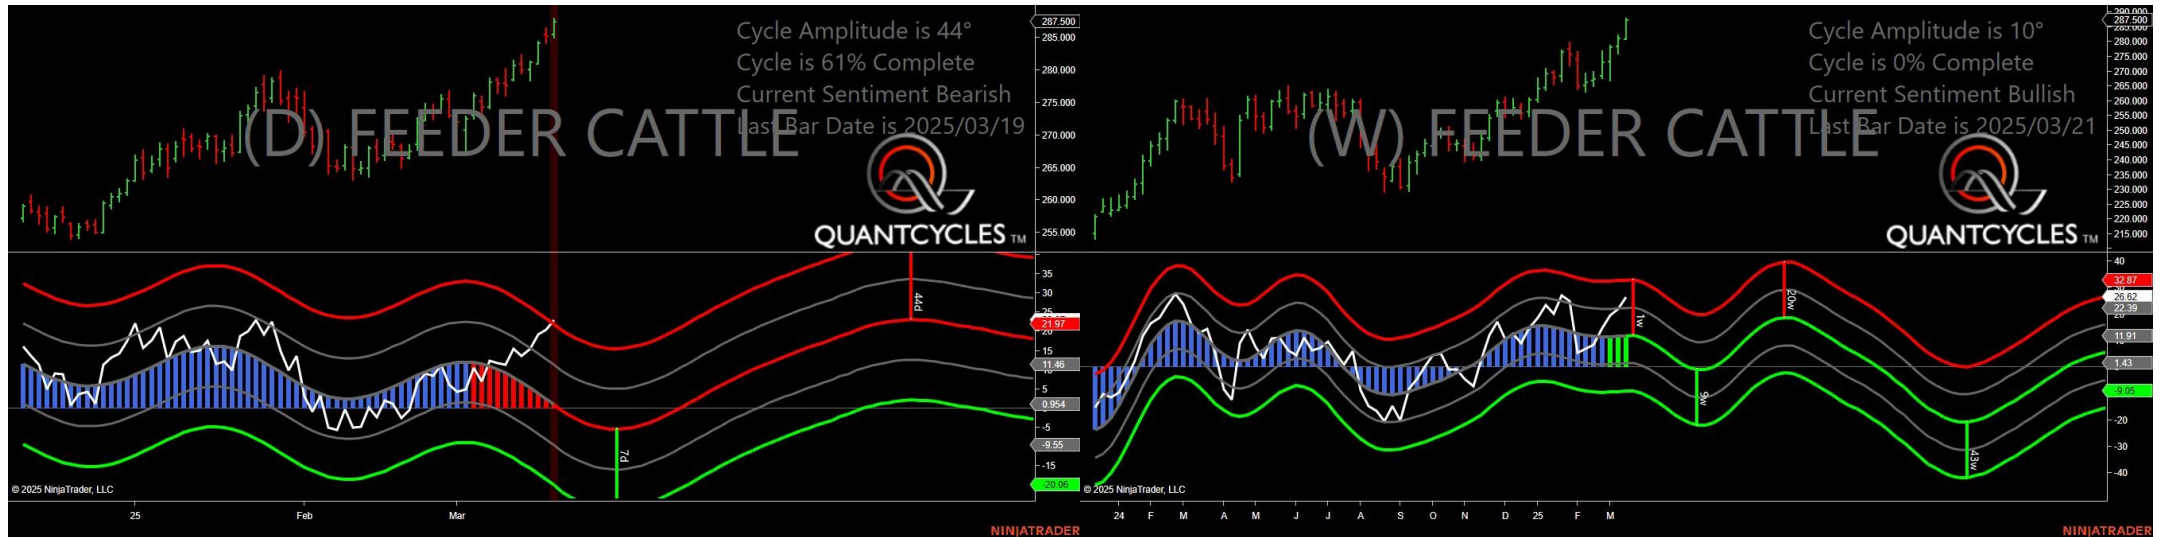 Cycle Amplitude is 44°
Cycle is 61% Complete
Current Sentiment Bearish
Last Bar Date is 2025/03/19
(D) FEEDER CATTLE
QUANTCYCLES TM
287.500
285.000
280.000
275.000
270.000
265.000
260.000
255.000
35
30
21.97
15
11.46
5
0.954
-5
-9.55
-15
-20.06
44d
7d
© 2025 NinjaTrader, LLC
25 Feb Mar
NINJATRADER
Cycle Amplitude is 10°
Cycle is 0% Complete
Current Sentiment Bullish
Last Bar Date is 2025/03/21
(W) FEEDER CATTLE
QUANTCYCLES TM
290.000
287.500
280.000
275.000
270.000
265.000
260.000
255.000
250.000
245.000
240.000
235.000
230.000
225.000
220.000
215.000
40
32.87
26.62
22.39
11.91
1.43
-9.05
-20
-30
-40
1w
9w
20w
43w
© 2025 NinjaTrader, LLC
24 F M A M J J A S O N D 25 F M
NINJATRADER